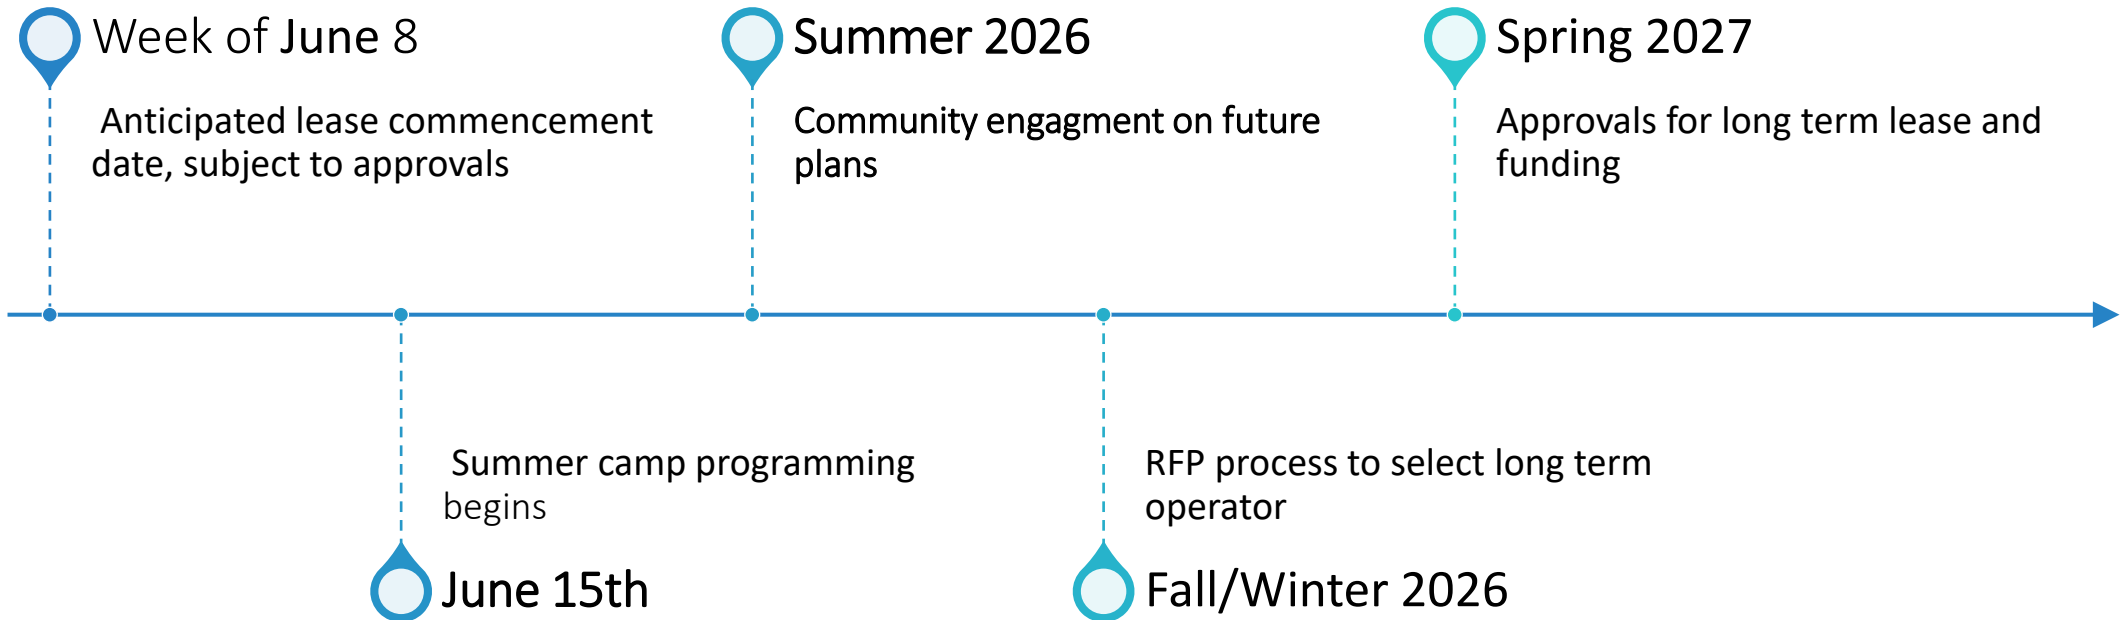 Week of June 8
Anticipated lease commencement
date, subject to approvals
Summer camp programming
begins
June 15th
Summer 2026
Community engagment on future
plans
RFP process to select long term
operator
Fall/Winter 2026
Spring 2027
Approvals for long term lease and
funding